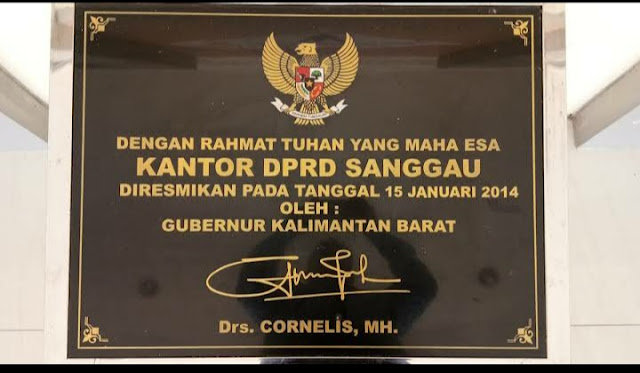 DENGAN RAHMAT TUHAN YANG MAHA ESA
KANTOR DPRD SANGGAU
DIRESMIKAN PADA TANGGAL 15 JANUARI 2014
OLEH :
GUBERNUR KALIMANTAN BARAT
Drs. CORNELIS, MH.